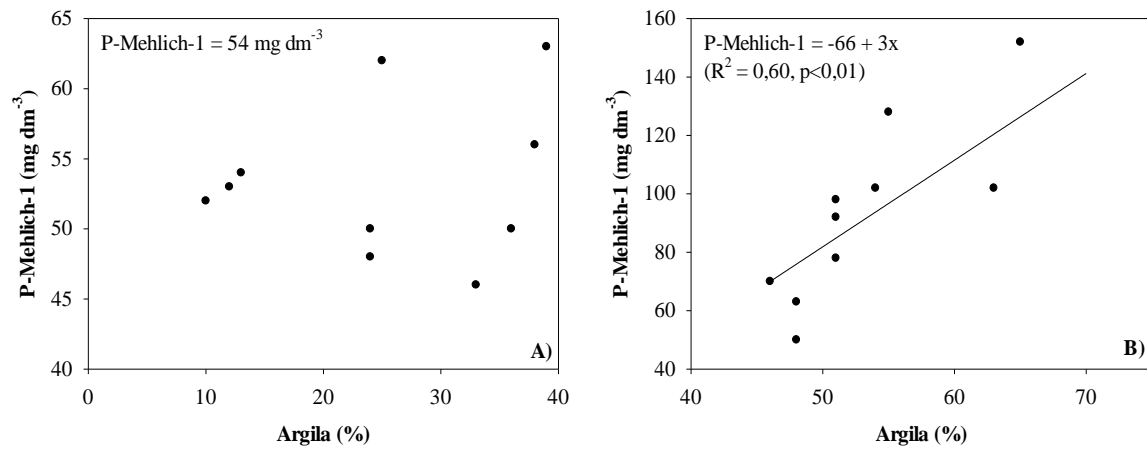 P-Mehlich-1 = 54 mg dm-3
65
60
55
50
45
40
P-Mehlich-1 (mg dm-3)
0 10 20 30 40
Argila (%)
A)
P-Mehlich-1 = -66 + 3x
(R2 = 0,60, p<0,01)
160
140
120
100
80
60
40
P-Mehlich-1 (mg dm-3)
40 50 60 70
Argila (%)
B)